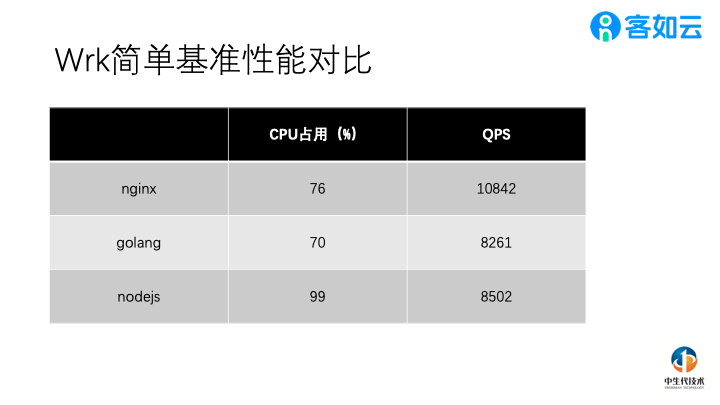 客如云
Wrk简单基准性能对比
CPU占用（%） QPS
nginx 76 10842
golang 70 8261
nodejs 99 8502
中生代技术